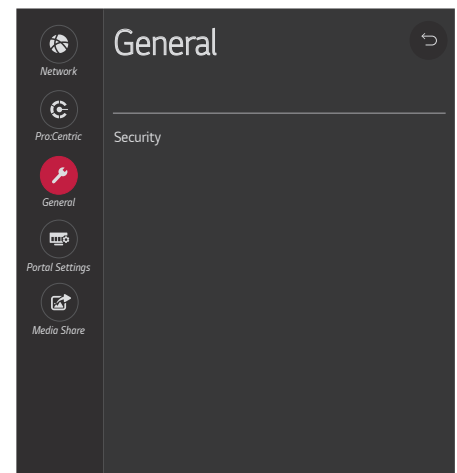 General
Network
Pro:Centric
Security
General
Portal Settings
Media Share